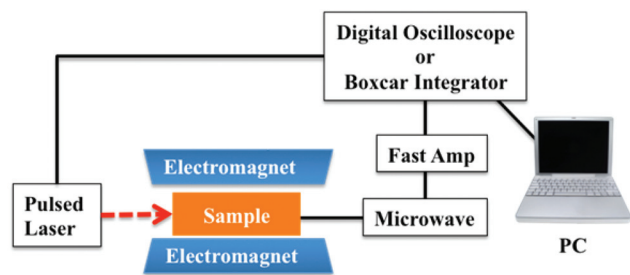 Digital Oscilloscope
or
Boxcar Integrator
Electromagnet
Fast Amp
Pulsed
Laser
Sample
Microwave
Electromagnet
PC